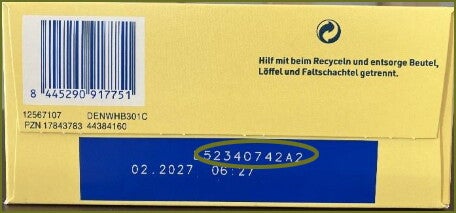 8 445290 917751
12567107 DENWHB301C
PZN 17843783 44384160
Hilf mit beim Recyceln und entsorge Beutel,
Löffel und Faltschachtel getrennt.
52340742A2
02.2027 06:27